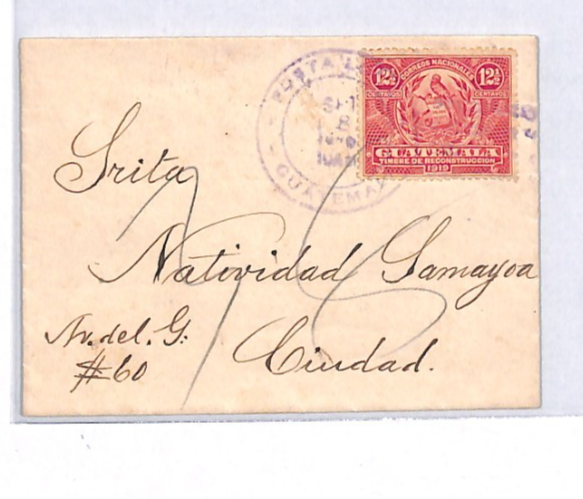 CORREOS NACIONALES
12½ 12½
CENTAVOS CENTAVOS
GUATEMALA
TIMBRE DE RECONSTRUCCION
1919
GUATEMALA
Srita
Natividad Samayoa
Av. del. G:
#60
Ciudad.